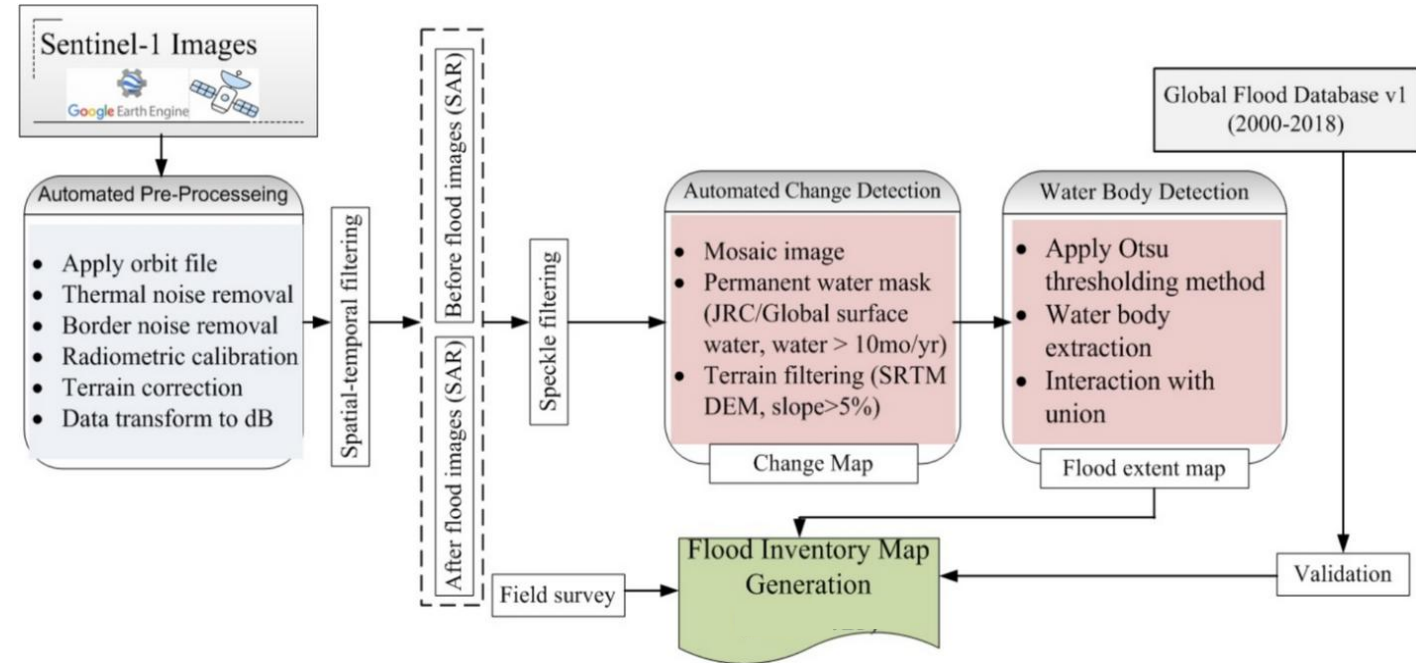 Sentinel-1 Images
Google Earth Engine
Automated Pre-Processeing
• Apply orbit file
• Thermal noise removal
• Border noise removal
• Radiometric calibration
• Terrain correction
• Data transform to dB
Spatial-temporal filtering
Before flood images (SAR)
After flood images (SAR)
Speckle filtering
Automated Change Detection
• Mosaic image
• Permanent water mask
(JRC/Global surface
water, water > 10mo/yr)
• Terrain filtering (SRTM
DEM, slope>5%)
Change Map
Water Body Detection
• Apply Otsu
thresholding method
• Water body
extraction
• Interaction with
union
Flood extent map
Global Flood Database v1
(2000-2018)
Validation
Field survey
Flood Inventory Map
Generation